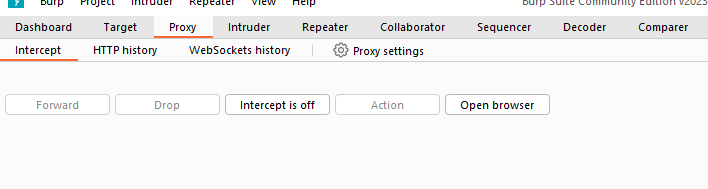 Burp Project Intruder Repeater View Help Burp Suite Community Edition v2023
Dashboard Target Proxy Intruder Repeater Collaborator Sequencer Decoder Comparer
Intercept HTTP history WebSockets history Proxy settings
Forward Drop Intercept is off Action Open browser